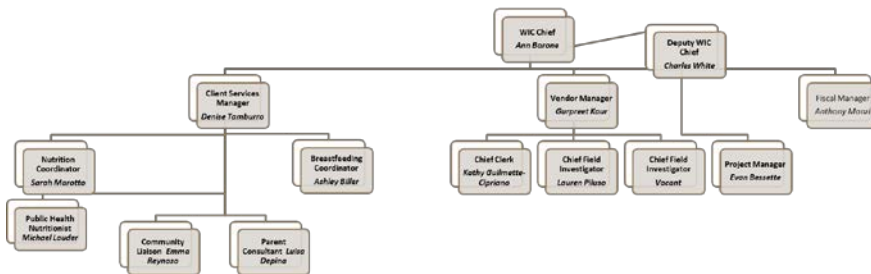 WIC Chief
Ann Barone
Deputy WIC
Chief
Charles White
Client Services
Manager
Denise Tamburro
Vendor Manager
Gurpreet Kaur
Fiscal Manager
Anthony
Nutrition
Coordinator
Sarah Marotto
Breastfeeding
Coordinator
Ashley Biller
Chief Clerk
Kathy Guilmette-
Cipriano
Chief Field
Investigator
Lauren Piluso
Chief Field
Investigator
Vacant
Project Manager
Evan Bessette
Public Health
Nutritionist
Michael Lauder
Community
Liaison Emma
Reynoso
Parent
Consultant Luisa
Depina